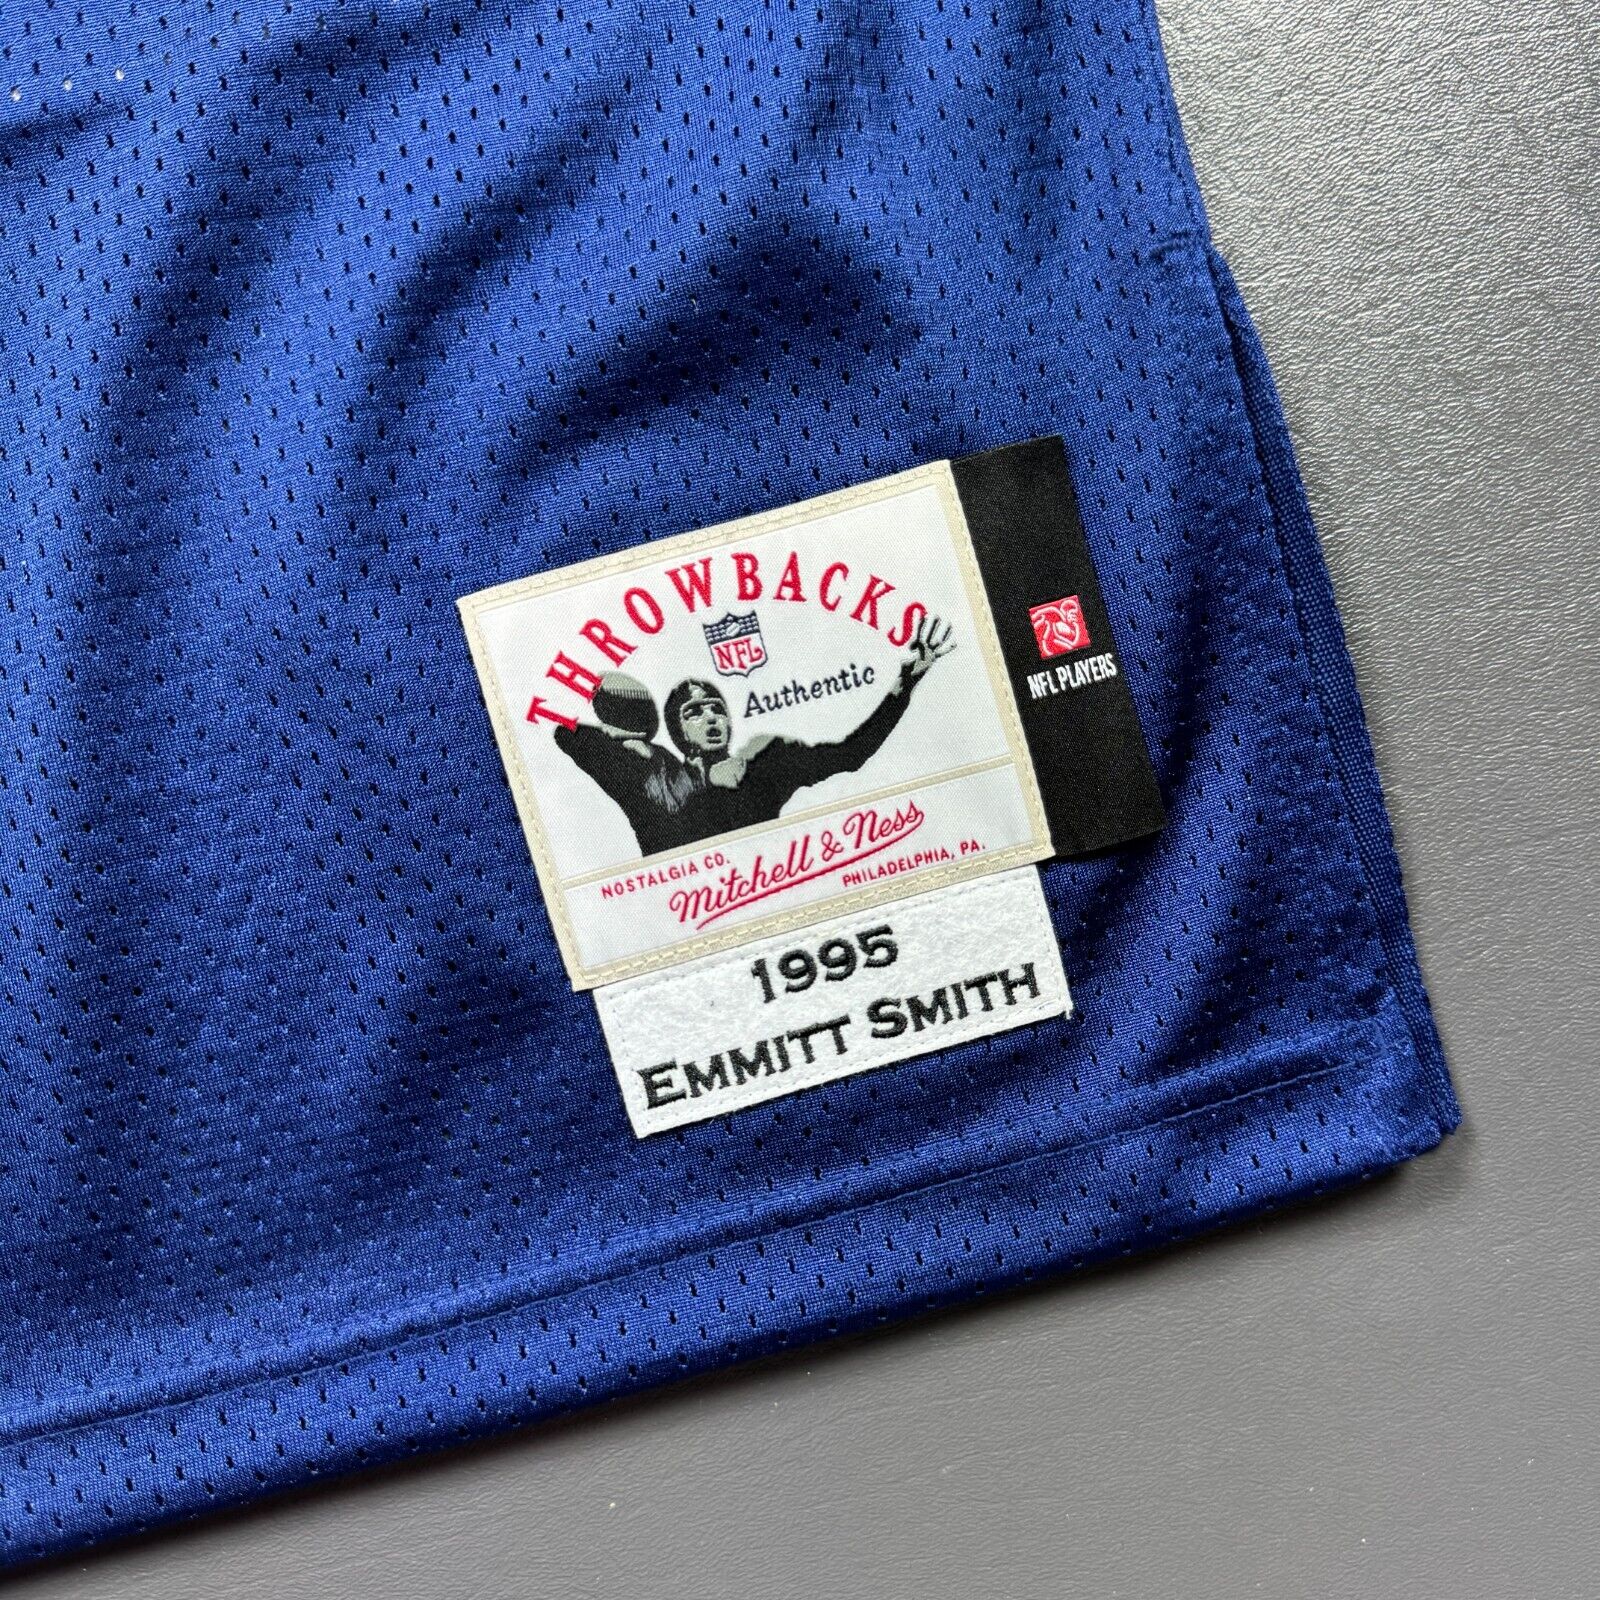 THROWBACKS
NFL
Authentic
NFL PLAYERS
NOSTALGIA CO.
Mitchell & Ness
PHILADELPHIA, PA.
1995
EMMITT SMITH